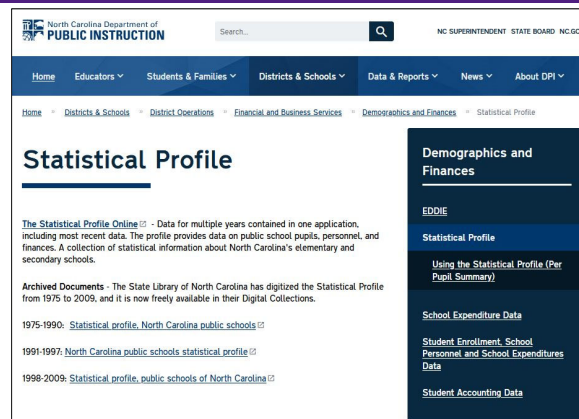 North Carolina Department of
PUBLIC INSTRUCTION
Search...
NC SUPERINTENDENT STATE BOARD NC.GO
Home Educators Students & Families Districts & Schools Data & Reports News About DPI
Home » Districts & Schools » District Operations » Financial and Business Services » Demographics and Finances » Statistical Profile
Statistical Profile
The Statistical Profile Online - Data for multiple years contained in one application,
including most recent data. The profile provides data on public school pupils, personnel, and
finances. A collection of statistical information about North Carolina's elementary and
secondary schools.
Archived Documents - The State Library of North Carolina has digitized the Statistical Profile
from 1975 to 2009, and it is now freely available in their Digital Collections.
1975-1990: Statistical profile, North Carolina public schools
1991-1997: North Carolina public schools statistical profile
1998-2009: Statistical profile, public schools of North Carolina
Demographics and
Finances
EDDIE
Statistical Profile
Using the Statistical Profile (Per
Pupil Summary)
School Expenditure Data
Student Enrollment, School
Personnel and School Expenditures
Data
Student Accounting Data